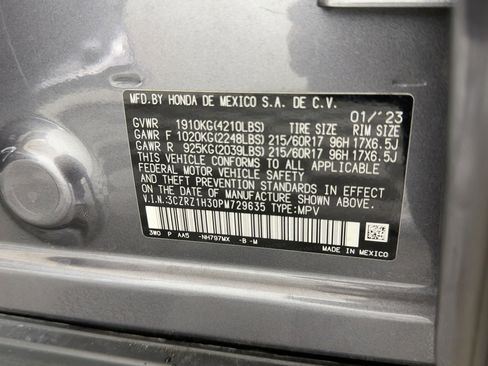 MFD.BY HONDA DE MEXICO S.A. DE C.V. 01/'23
GVWR 1910KG(4210LBS) TIRE SIZE RIM SIZE
GAWR F 1020KG(2248LBS) 215/60R17 96H 17X6.5J
GAWR R 925KG(2039LBS) 215/60R17 96H 17X6.5J
THIS VEHICLE CONFORMS TO ALL APPLICABLE
FEDERAL MOTOR VEHICLE SAFETY
AND THEFT PREVENTION STANDARDS IN EFFECT
ON THE DATE OF MANUFACTURE SHOWN ABOVE.
V.I.N.:3CZRZ1H30PM729635 TYPE:MPV
3W0 P AA5 -NH797MX -B -M
MADE IN MEXICO